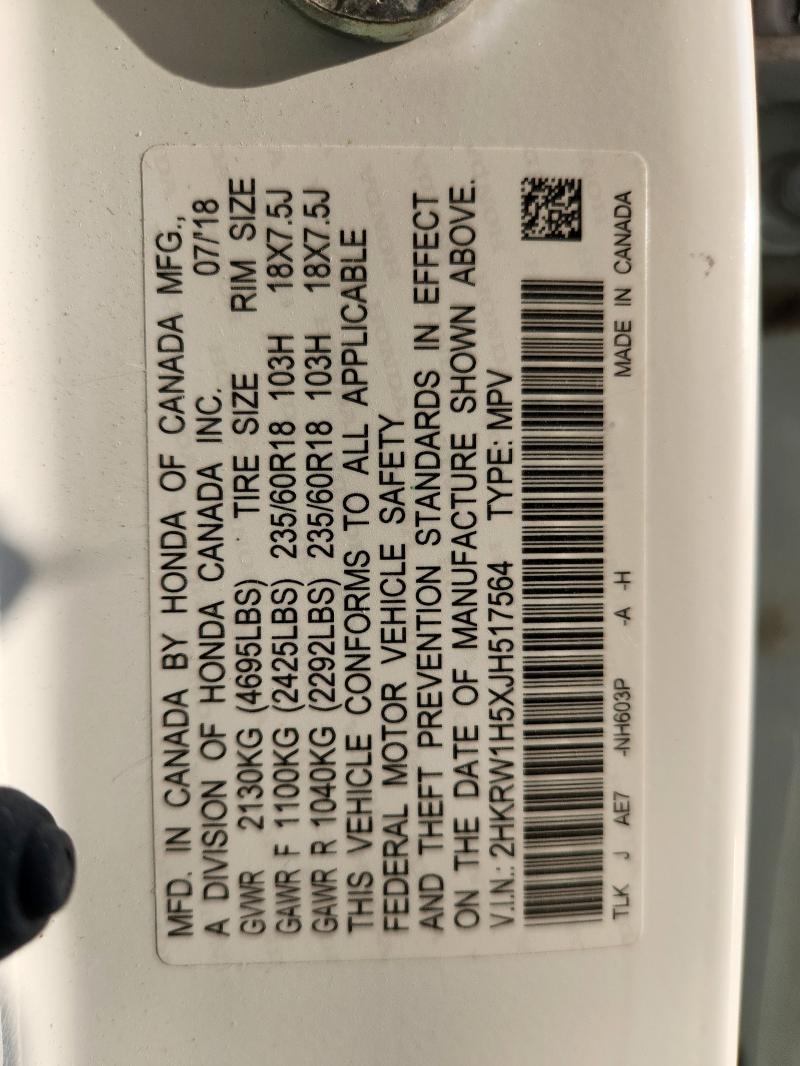 MFD. IN CANADA BY HONDA OF CANADA MFG.,
A DIVISION OF HONDA CANADA INC. 07/'18
GVWR 2130KG (4695LBS) TIRE SIZE RIM SIZE
GAWR F 1100KG (2425LBS) 235/60R18 103H 18X7.5J
GAWR R 1040KG (2292LBS) 235/60R18 103H 18X7.5J
THIS VEHICLE CONFORMS TO ALL APPLICABLE
FEDERAL MOTOR VEHICLE SAFETY
AND THEFT PREVENTION STANDARDS IN EFFECT
ON THE DATE OF MANUFACTURE SHOWN ABOVE.
V.I.N.: 2HKRW1H5XJH517564 TYPE: MPV
TLK J AE7 -NH603P -A -H MADE IN CANADA